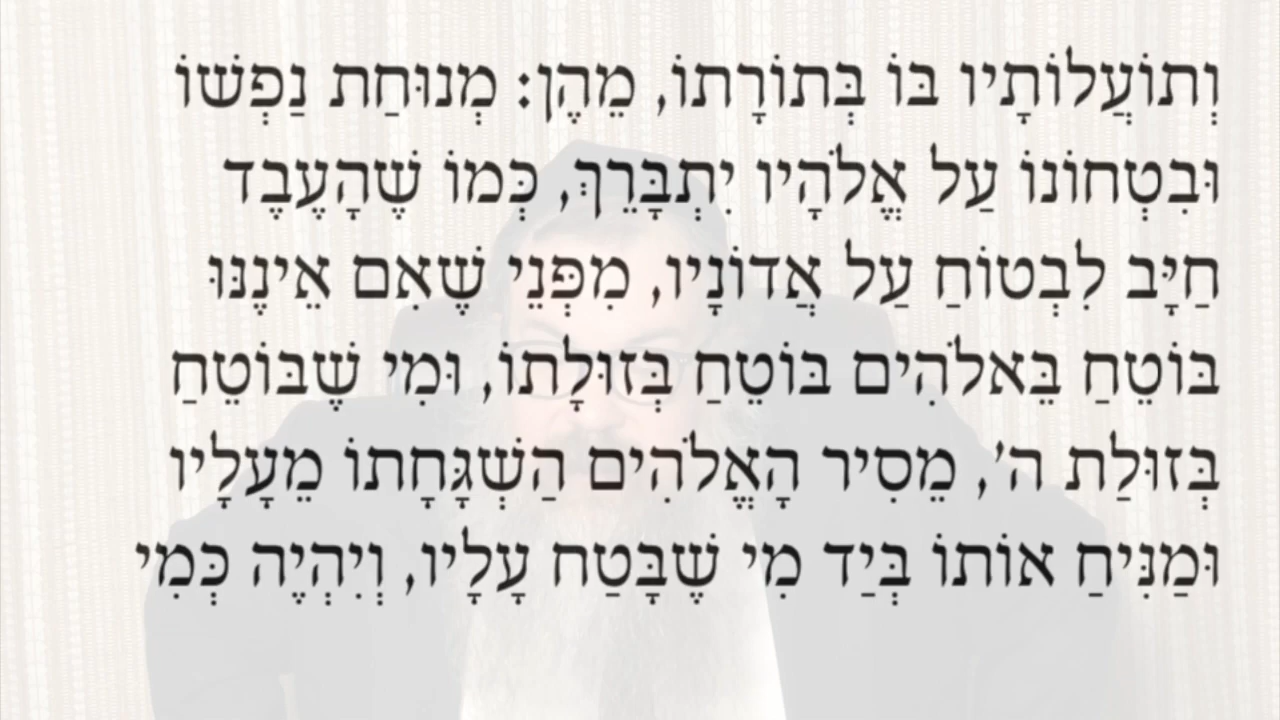 וְתוֹעֲלוֹתָיו בּוֹ בְּתוֹרָתוֹ, מֵהֶן: מְנוּחַת נַפְשׁוֹ
וּבִטְחוֹנוֹ עַל אֱלֹהָיו יִתְבָּרֵךְ, כְּמוֹ שֶׁהָעֶבֶד
חַיָּב לִבְטוֹחַ עַל אֲדוֹנָיו, מִפְּנֵי שֶׁאִם אֵינֶנּוּ
בּוֹטֵחַ בֵּאלֹהִים בּוֹטֵחַ בְּזוּלָתוֹ, וּמִי שֶׁבּוֹטֵחַ
בְּזוּלַת ה', מֵסִיר הָאֱלֹהִים הַשְׁגָּחָתוֹ מֵעָלָיו
וּמַנִּיחַ אוֹתוֹ בְּיַד מִי שֶׁבָּטַח עָלָיו, וְיִהְיֶה כְּמִי